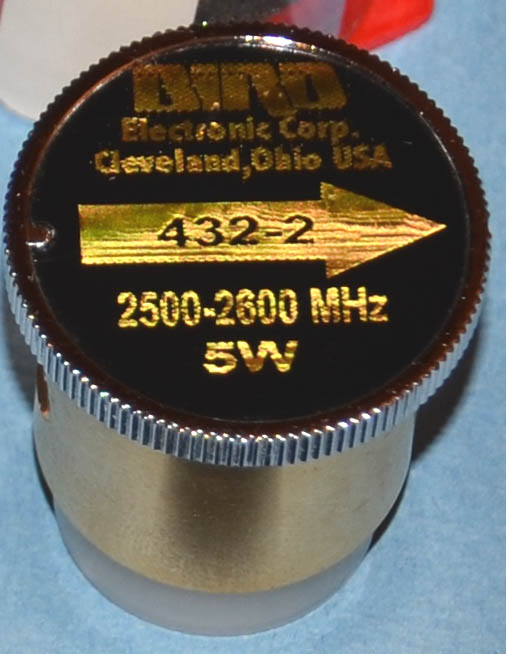 BIRD
Electronic Corp.
Cleveland, Ohio USA
432-2
2500-2600 MHz
5W